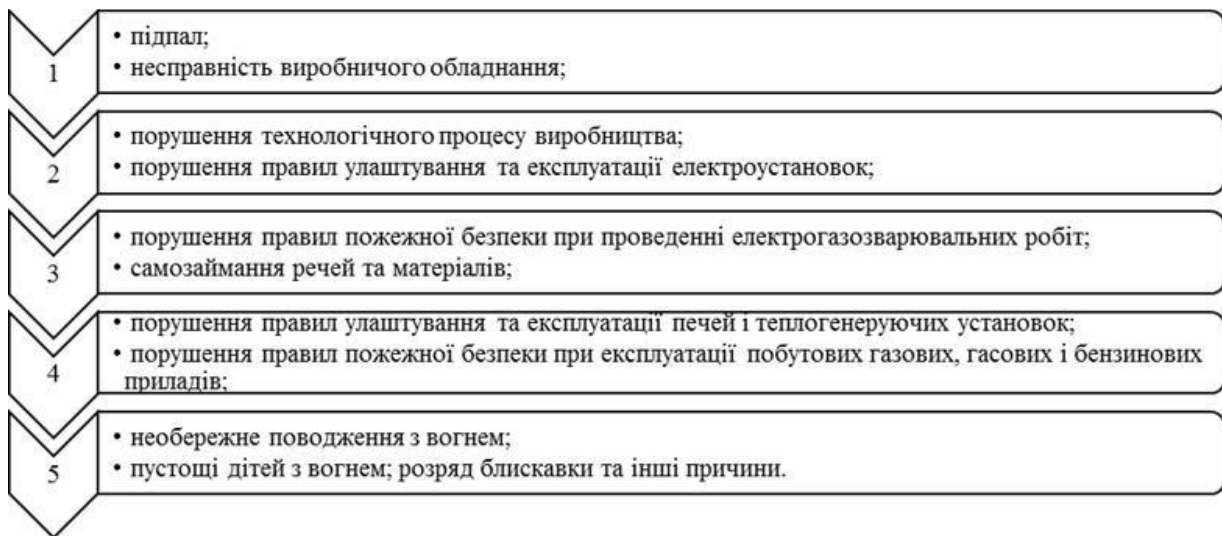 1
• підпал;
• несправність виробничого обладнання;
2
• порушення технологічного процесу виробництва;
• порушення правил улаштування та експлуатації електроустановок;
3
• порушення правил пожежної безпеки при проведенні електрогазозварювальних робіт;
• самозаймання речей та матеріалів;
4
• порушення правил улаштування та експлуатації печей і теплогенеруючих установок;
• порушення правил пожежної безпеки при експлуатації побутових газових, гасових і бензинових
приладів;
5
• необережне поводження з вогнем;
• пустощі дітей з вогнем; розряд блискавки та інші причини.